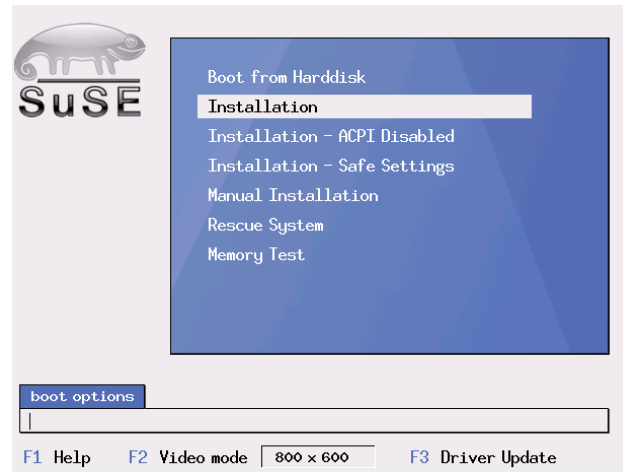 SuSE
Boot from Harddisk
Installation
Installation - ACPI Disabled
Installation - Safe Settings
Manual Installation
Rescue System
Memory Test
boot options
F1 Help F2 Video mode 800 x 600 F3 Driver Update